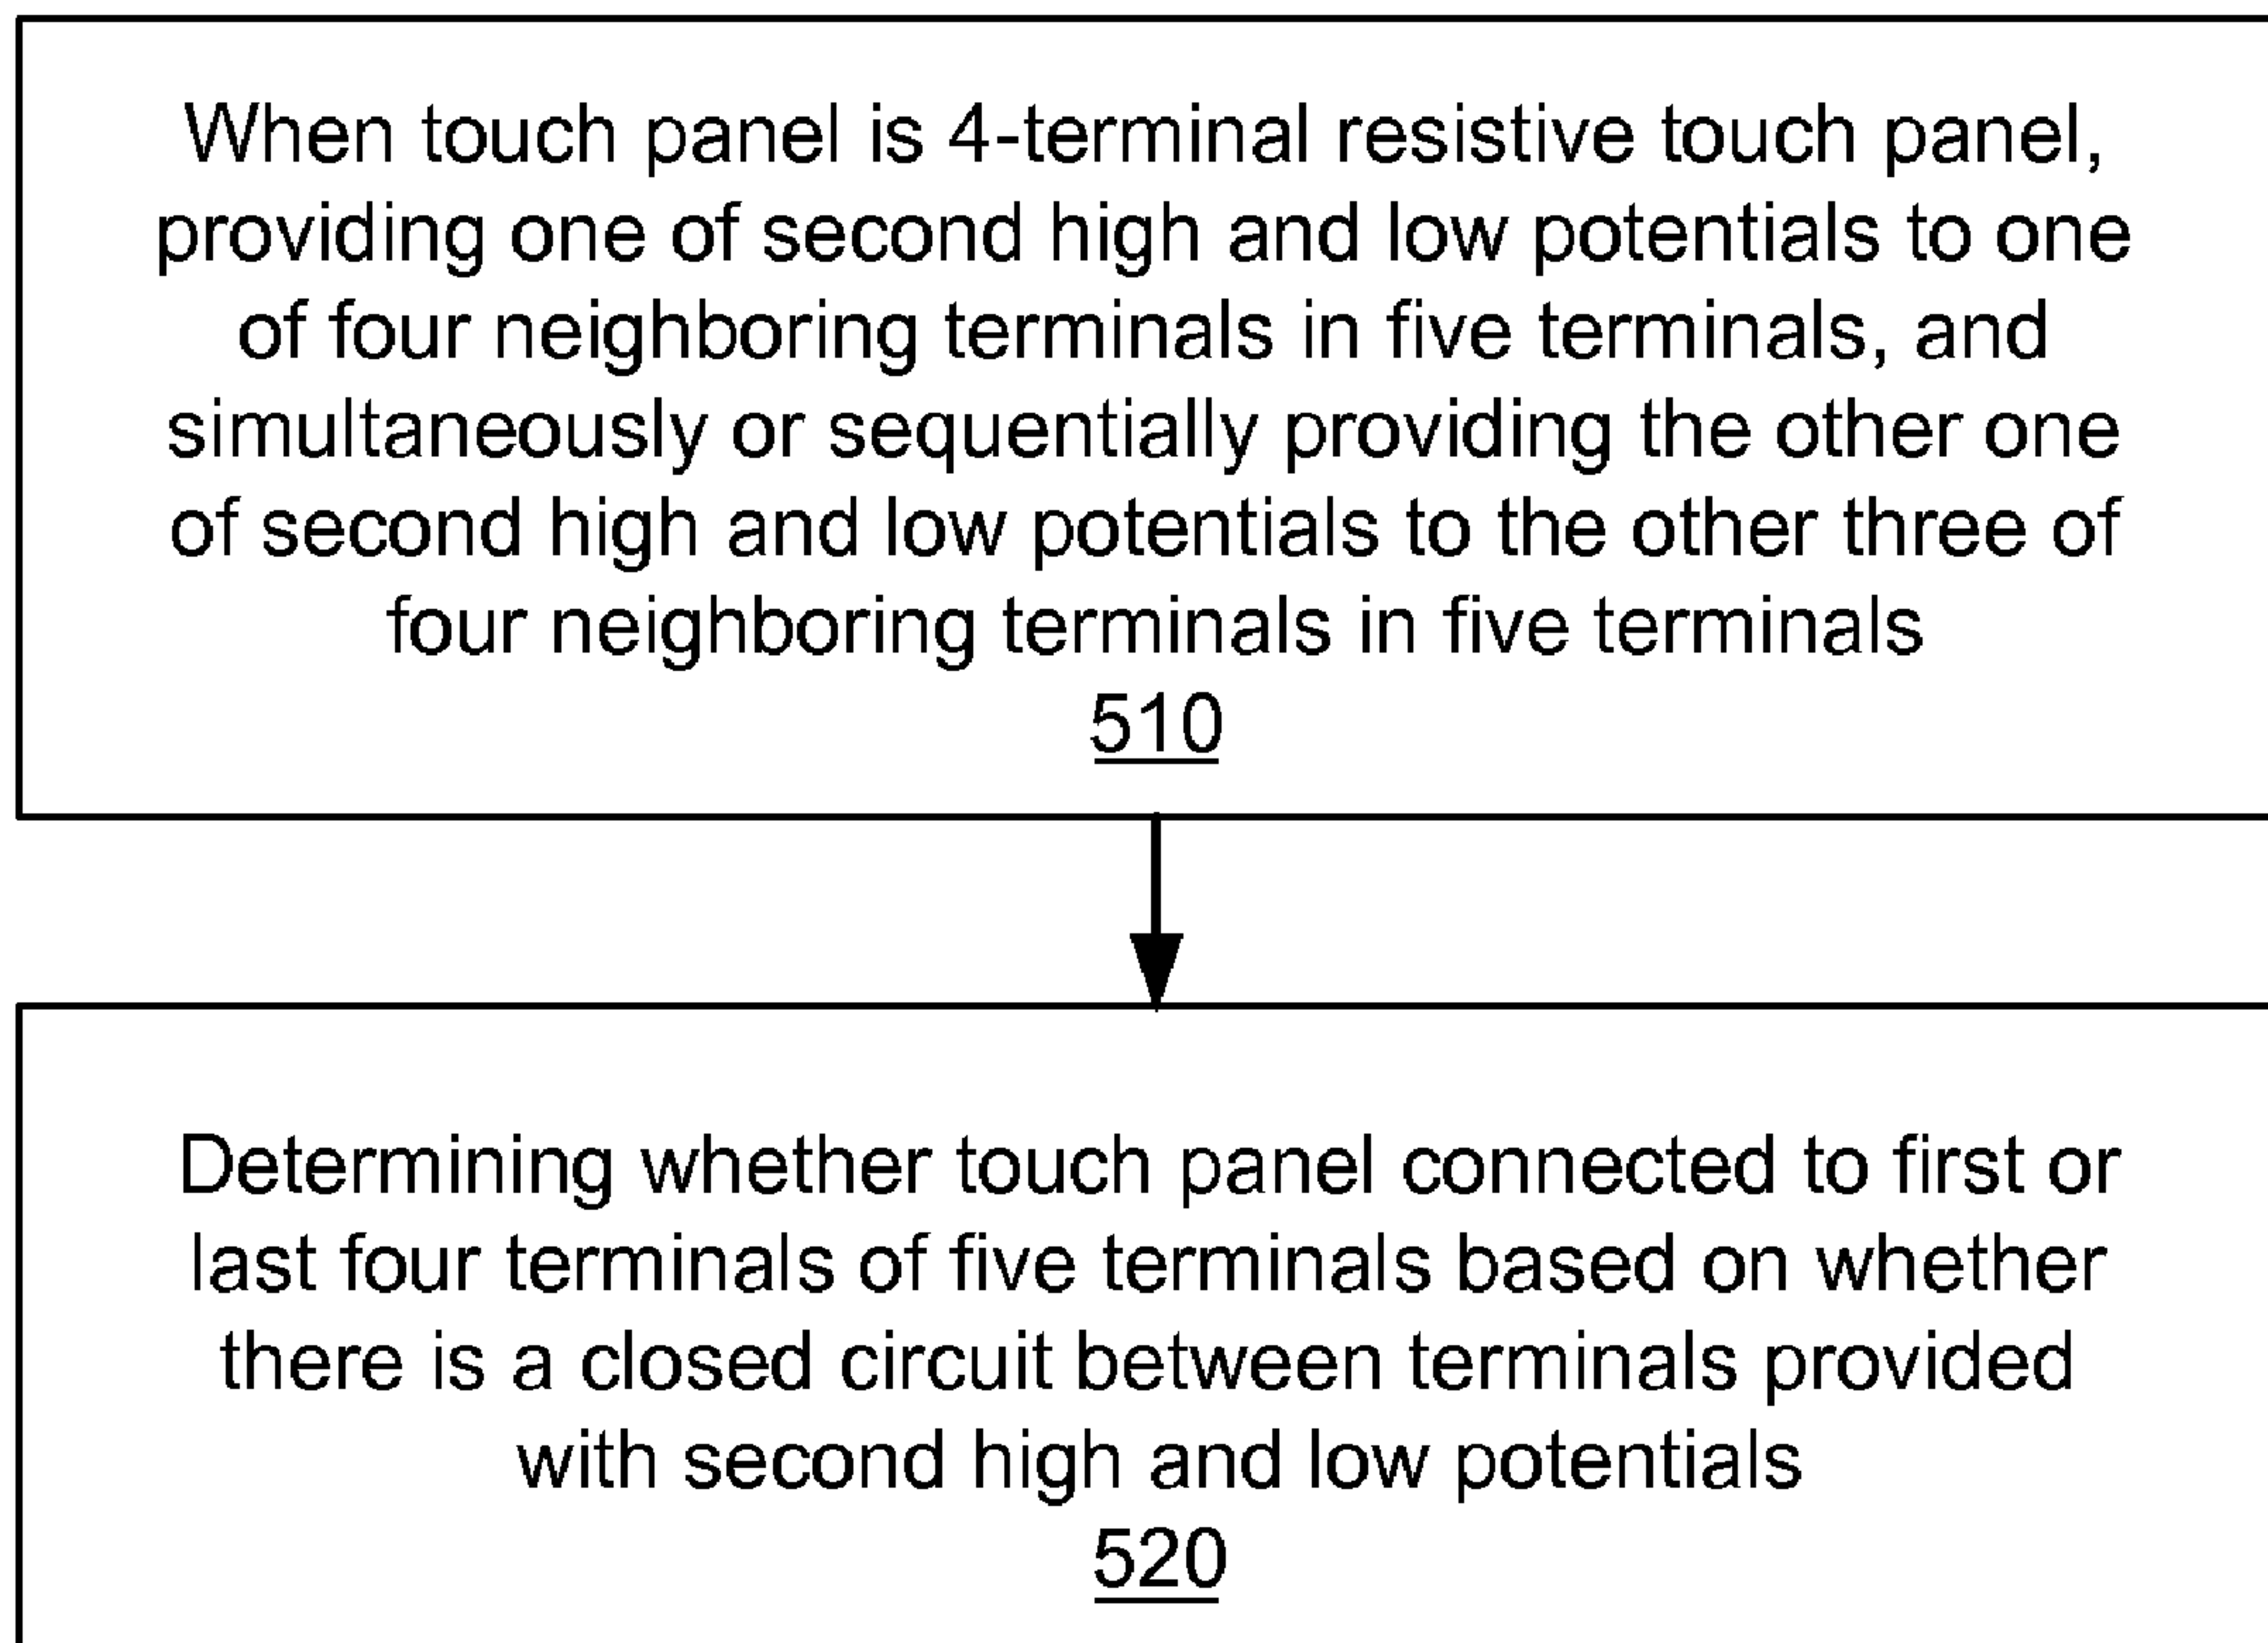 When touch panel is 4-terminal resistive touch panel,
providing one of second high and low potentials to one
of four neighboring terminals in five terminals, and
simultaneously or sequentially providing the other one
of second high and low potentials to the other three of
four neighboring terminals in five terminals
510
Determining whether touch panel connected to first or
last four terminals of five terminals based on whether
there is a closed circuit between terminals provided
with second high and low potentials
520